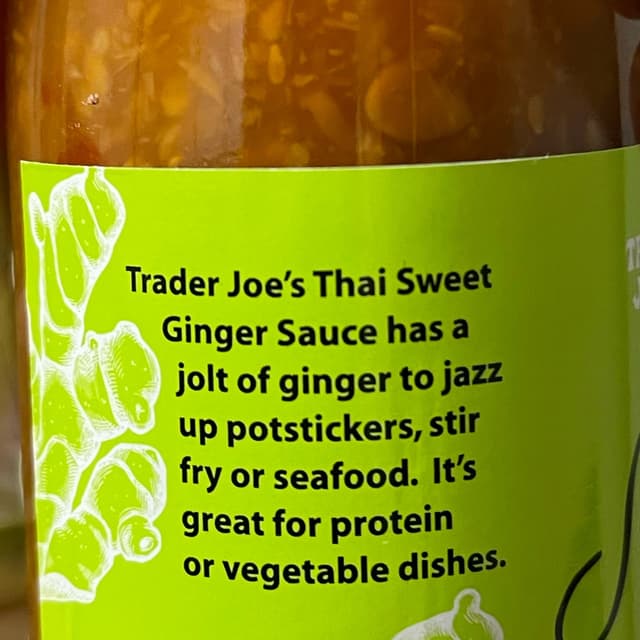 Trader Joe's Thai Sweet
Ginger Sauce has a
jolt of ginger to jazz
up potstickers, stir
fry or seafood. It's
great for protein
or vegetable dishes.